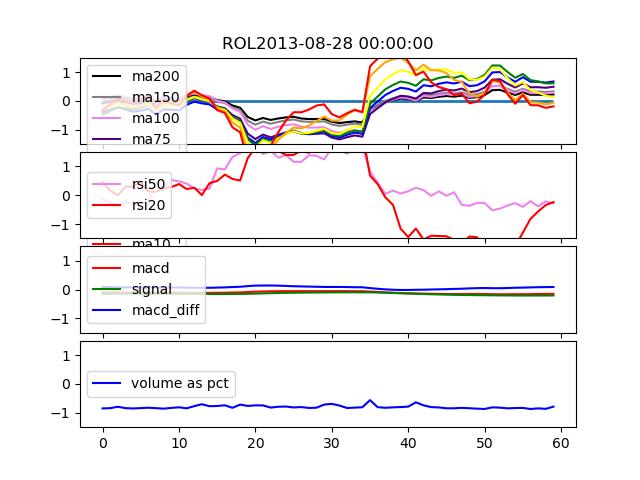 ROL2013-08-28 00:00:00
1
0
−1
ma200
ma150
ma100
ma75
1
0
−1
rsi50
rsi20
ma10
1
0
−1
macd
signal
macd_diff
1
0
−1
volume as pct
0 10 20 30 40 50 60